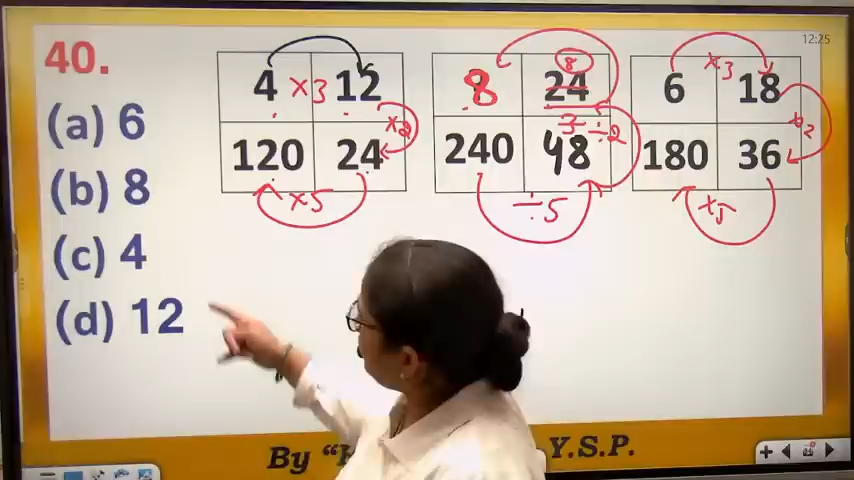 12:25
40.
(a) 6
(b) 8
(c) 4
(d) 12
4 ×3 12
×2
120 24
×5
8 24
8
3 ÷2
240 48
÷5
6 ×3 18
×2
180 36
×5
By Y.S.P.